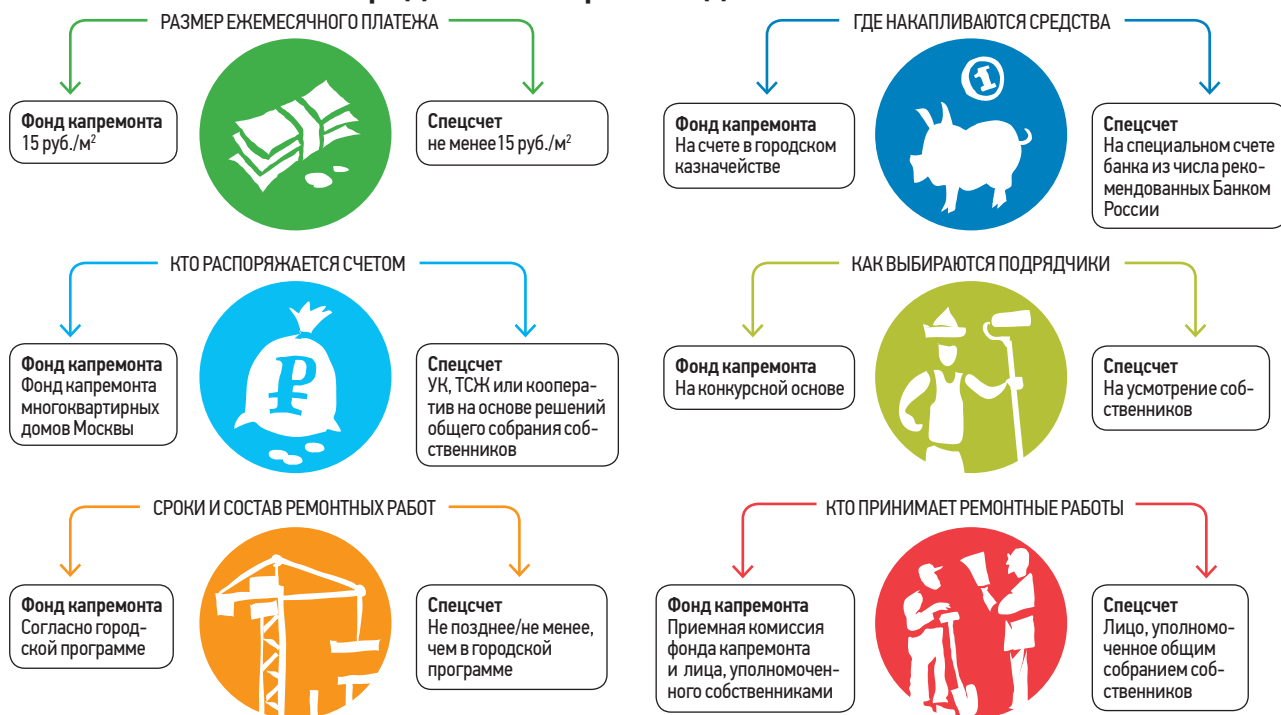 РАЗМЕР ЕЖЕМЕСЯЧНОГО ПЛАТЕЖА
Фонд капремонта
15 руб./м²
Спецсчет
не менее 15 руб./м²
ГДЕ НАКАПЛИВАЮТСЯ СРЕДСТВА
Фонд капремонта
На счете в городском
казначействе
1
Спецсчет
На специальном счете
банка из числа реко-
мендованных Банком
России
КТО РАСПОРЯЖАЕТСЯ СЧЕТОМ
Фонд капремонта
Фонд капремонта
многоквартирных
домов Москвы
₽
Спецсчет
УК, ТСЖ или коопера-
тив на основе решений
общего собрания соб-
ственников
КАК ВЫБИРАЮТСЯ ПОДРЯДЧИКИ
Фонд капремонта
На конкурсной основе
Спецсчет
На усмотрение соб-
ственников
СРОКИ И СОСТАВ РЕМОНТНЫХ РАБОТ
Фонд капремонта
Согласно город-
ской программе
Спецсчет
Не позднее/не менее,
чем в городской
программе
КТО ПРИНИМАЕТ РЕМОНТНЫЕ РАБОТЫ
Фонд капремонта
Приемная комиссия
фонда капремонта
и лица, уполномочен-
ного собственниками
Спецсчет
Лицо, уполномо-
ченное общим
собранием соб-
ственников